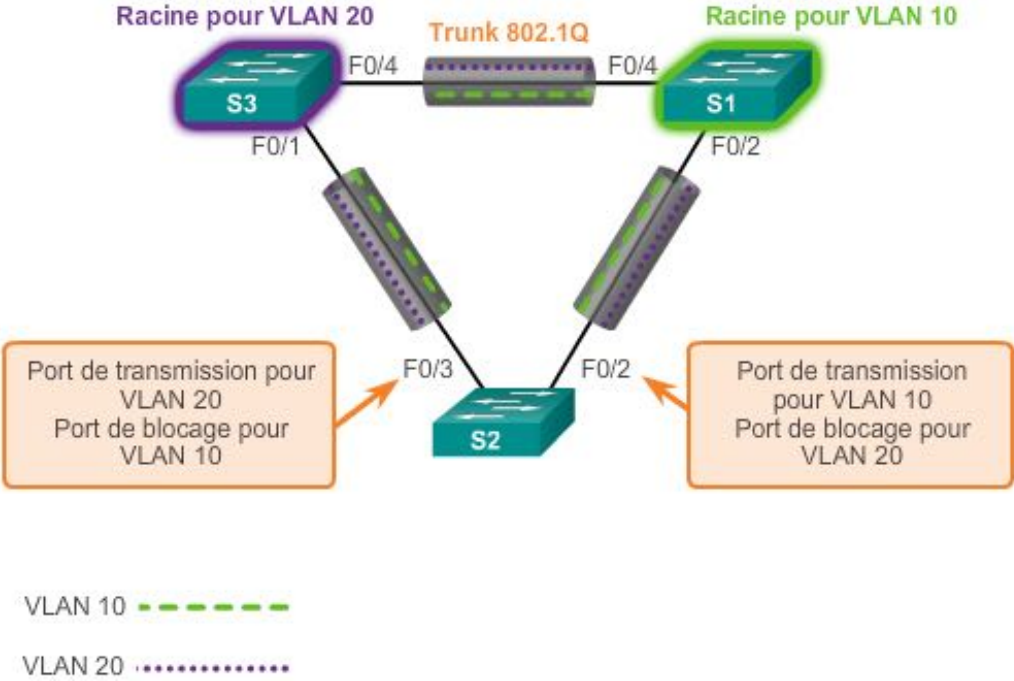 Racine pour VLAN 20
Racine pour VLAN 10
Trunk 802.1Q
F0/4
F0/4
S3
S1
F0/1
F0/2
F0/3
F0/2
Port de transmission pour
VLAN 20
Port de blocage pour
VLAN 10
Port de transmission
pour VLAN 10
Port de blocage pour
VLAN 20
S2
VLAN 10
VLAN 20